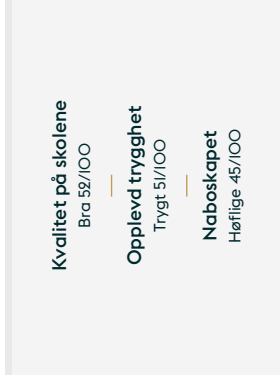 Kvalitet på skolene
Bra 52/100
Opplevd trygghet
Trygt 51/100
Naboskapet
Høflige 45/100